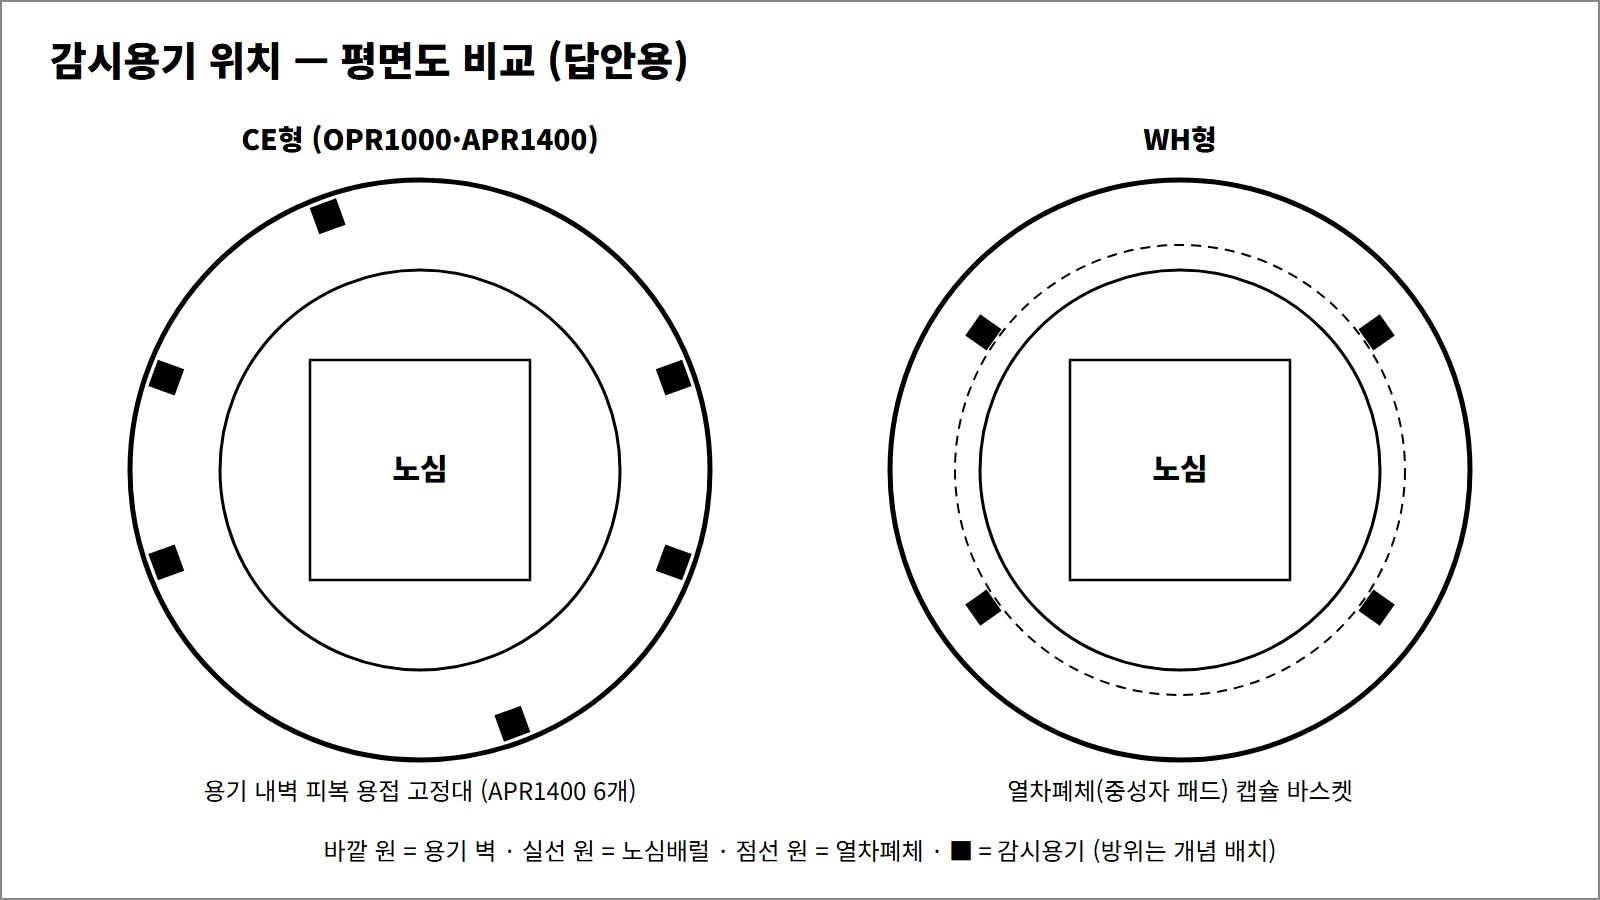 감시용기 위치 — 평면도 비교 (답안용)
CE형 (OPR1000·APR1400)
WH형
노심
노심
용기 내벽 피복 용접 고정대 (APR1400 6개)
열차폐체(중성자 패드) 캡슐 바스켓
바깥 원 = 용기 벽 · 실선 원 = 노심배럴 · 점선 원 = 열차폐체 · ■ = 감시용기 (방위는 개념 배치)